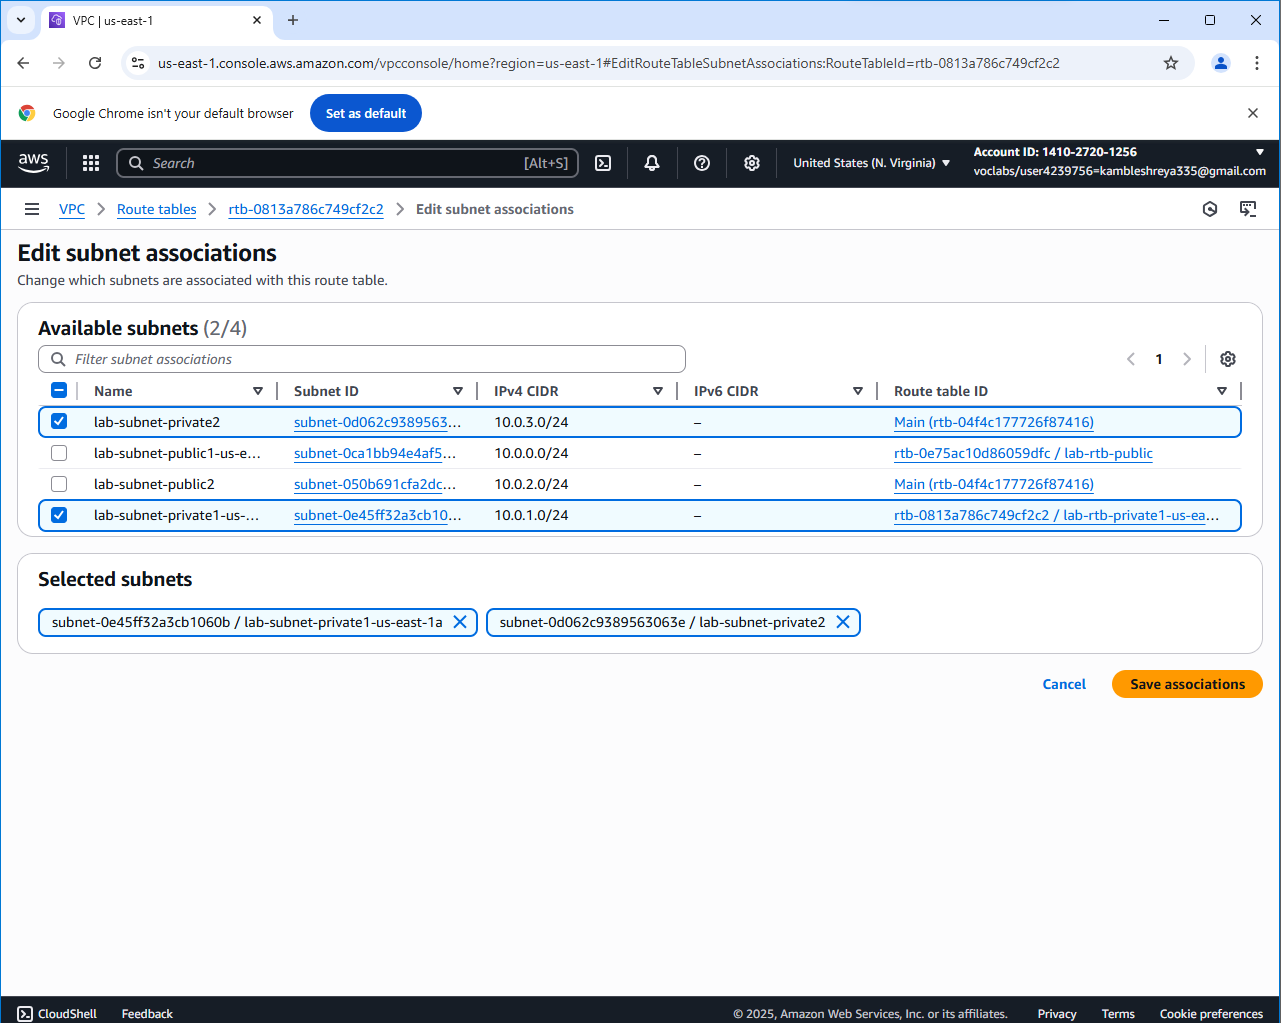 VPC | us-east-1
us-east-1.console.aws.amazon.com/vpcconsole/home?region=us-east-1#EditRouteTableSubnetAssociations:RouteTableId=rtb-0813a786c749cf2c2
Google Chrome isn't your default browser
Set as default
aws
Search
[Alt+S]
United States (N. Virginia)
Account ID: 1410-2720-1256
voclabs/user4239756=kambleshreya335@gmail.com
VPC
Route tables
rtb-0813a786c749cf2c2
Edit subnet associations
Edit subnet associations
Change which subnets are associated with this route table.
Available subnets (2/4)
Filter subnet associations
1
Name Subnet ID IPv4 CIDR IPv6 CIDR Route table ID
lab-subnet-private2 subnet-0d062c9389563... 10.0.3.0/24 – Main (rtb-04f4c177726f87416)
lab-subnet-public1-us-e... subnet-0ca1bb94e4af5... 10.0.0.0/24 – rtb-0e75ac10d86059dfc / lab-rtb-public
lab-subnet-public2 subnet-050b691cfa2dc... 10.0.2.0/24 – Main (rtb-04f4c177726f87416)
lab-subnet-private1-us-... subnet-0e45ff32a3cb10... 10.0.1.0/24 – rtb-0813a786c749cf2c2 / lab-rtb-private1-us-ea...
Selected subnets
subnet-0e45ff32a3cb1060b / lab-subnet-private1-us-east-1a
subnet-0d062c9389563063e / lab-subnet-private2
Cancel
Save associations
CloudShell
Feedback
© 2025, Amazon Web Services, Inc. or its affiliates.
Privacy
Terms
Cookie preferences